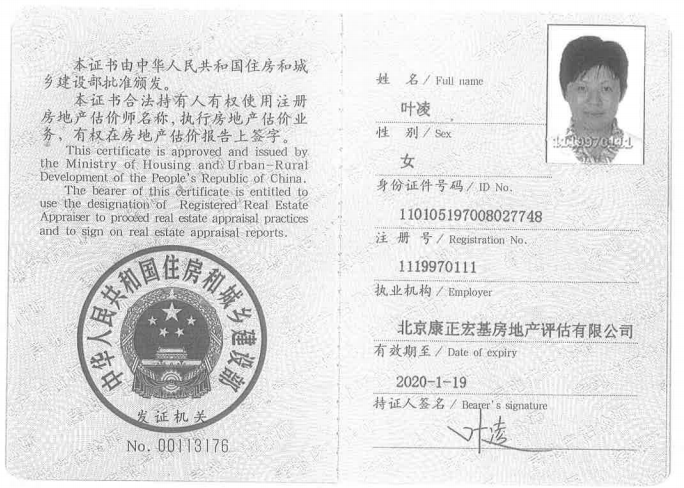 本证书由中华人民共和国住房和城
乡建设部批准颁发。
本证书合法持有人有权使用注册
房地产估价师名称，执行房地产估价业
务，有权在房地产估价报告上签字。
This certificate is approved and issued by
the Ministry of Housing and Urban-Rural
Development of the People's Republic of China.
The bearer of this certificate is entitled to
use the designation of Registered Real Estate
Appraiser to proceed real estate appraisal practices
and to sign on real estate appraisal reports.
中华人民共和国住房和城乡建设部
发证机关
No. 00113176
姓 名 / Full name
叶凌
性 别 / Sex
女
身份证件号码 / ID No.
110105197008027748
注 册 号 / Registration No.
1119970111
执业机构 / Employer
北京康正宏基房地产评估有限公司
有效期至 / Date of expiry
2020-1-19
持证人签名 / Bearer's signature
叶凌
1119970111